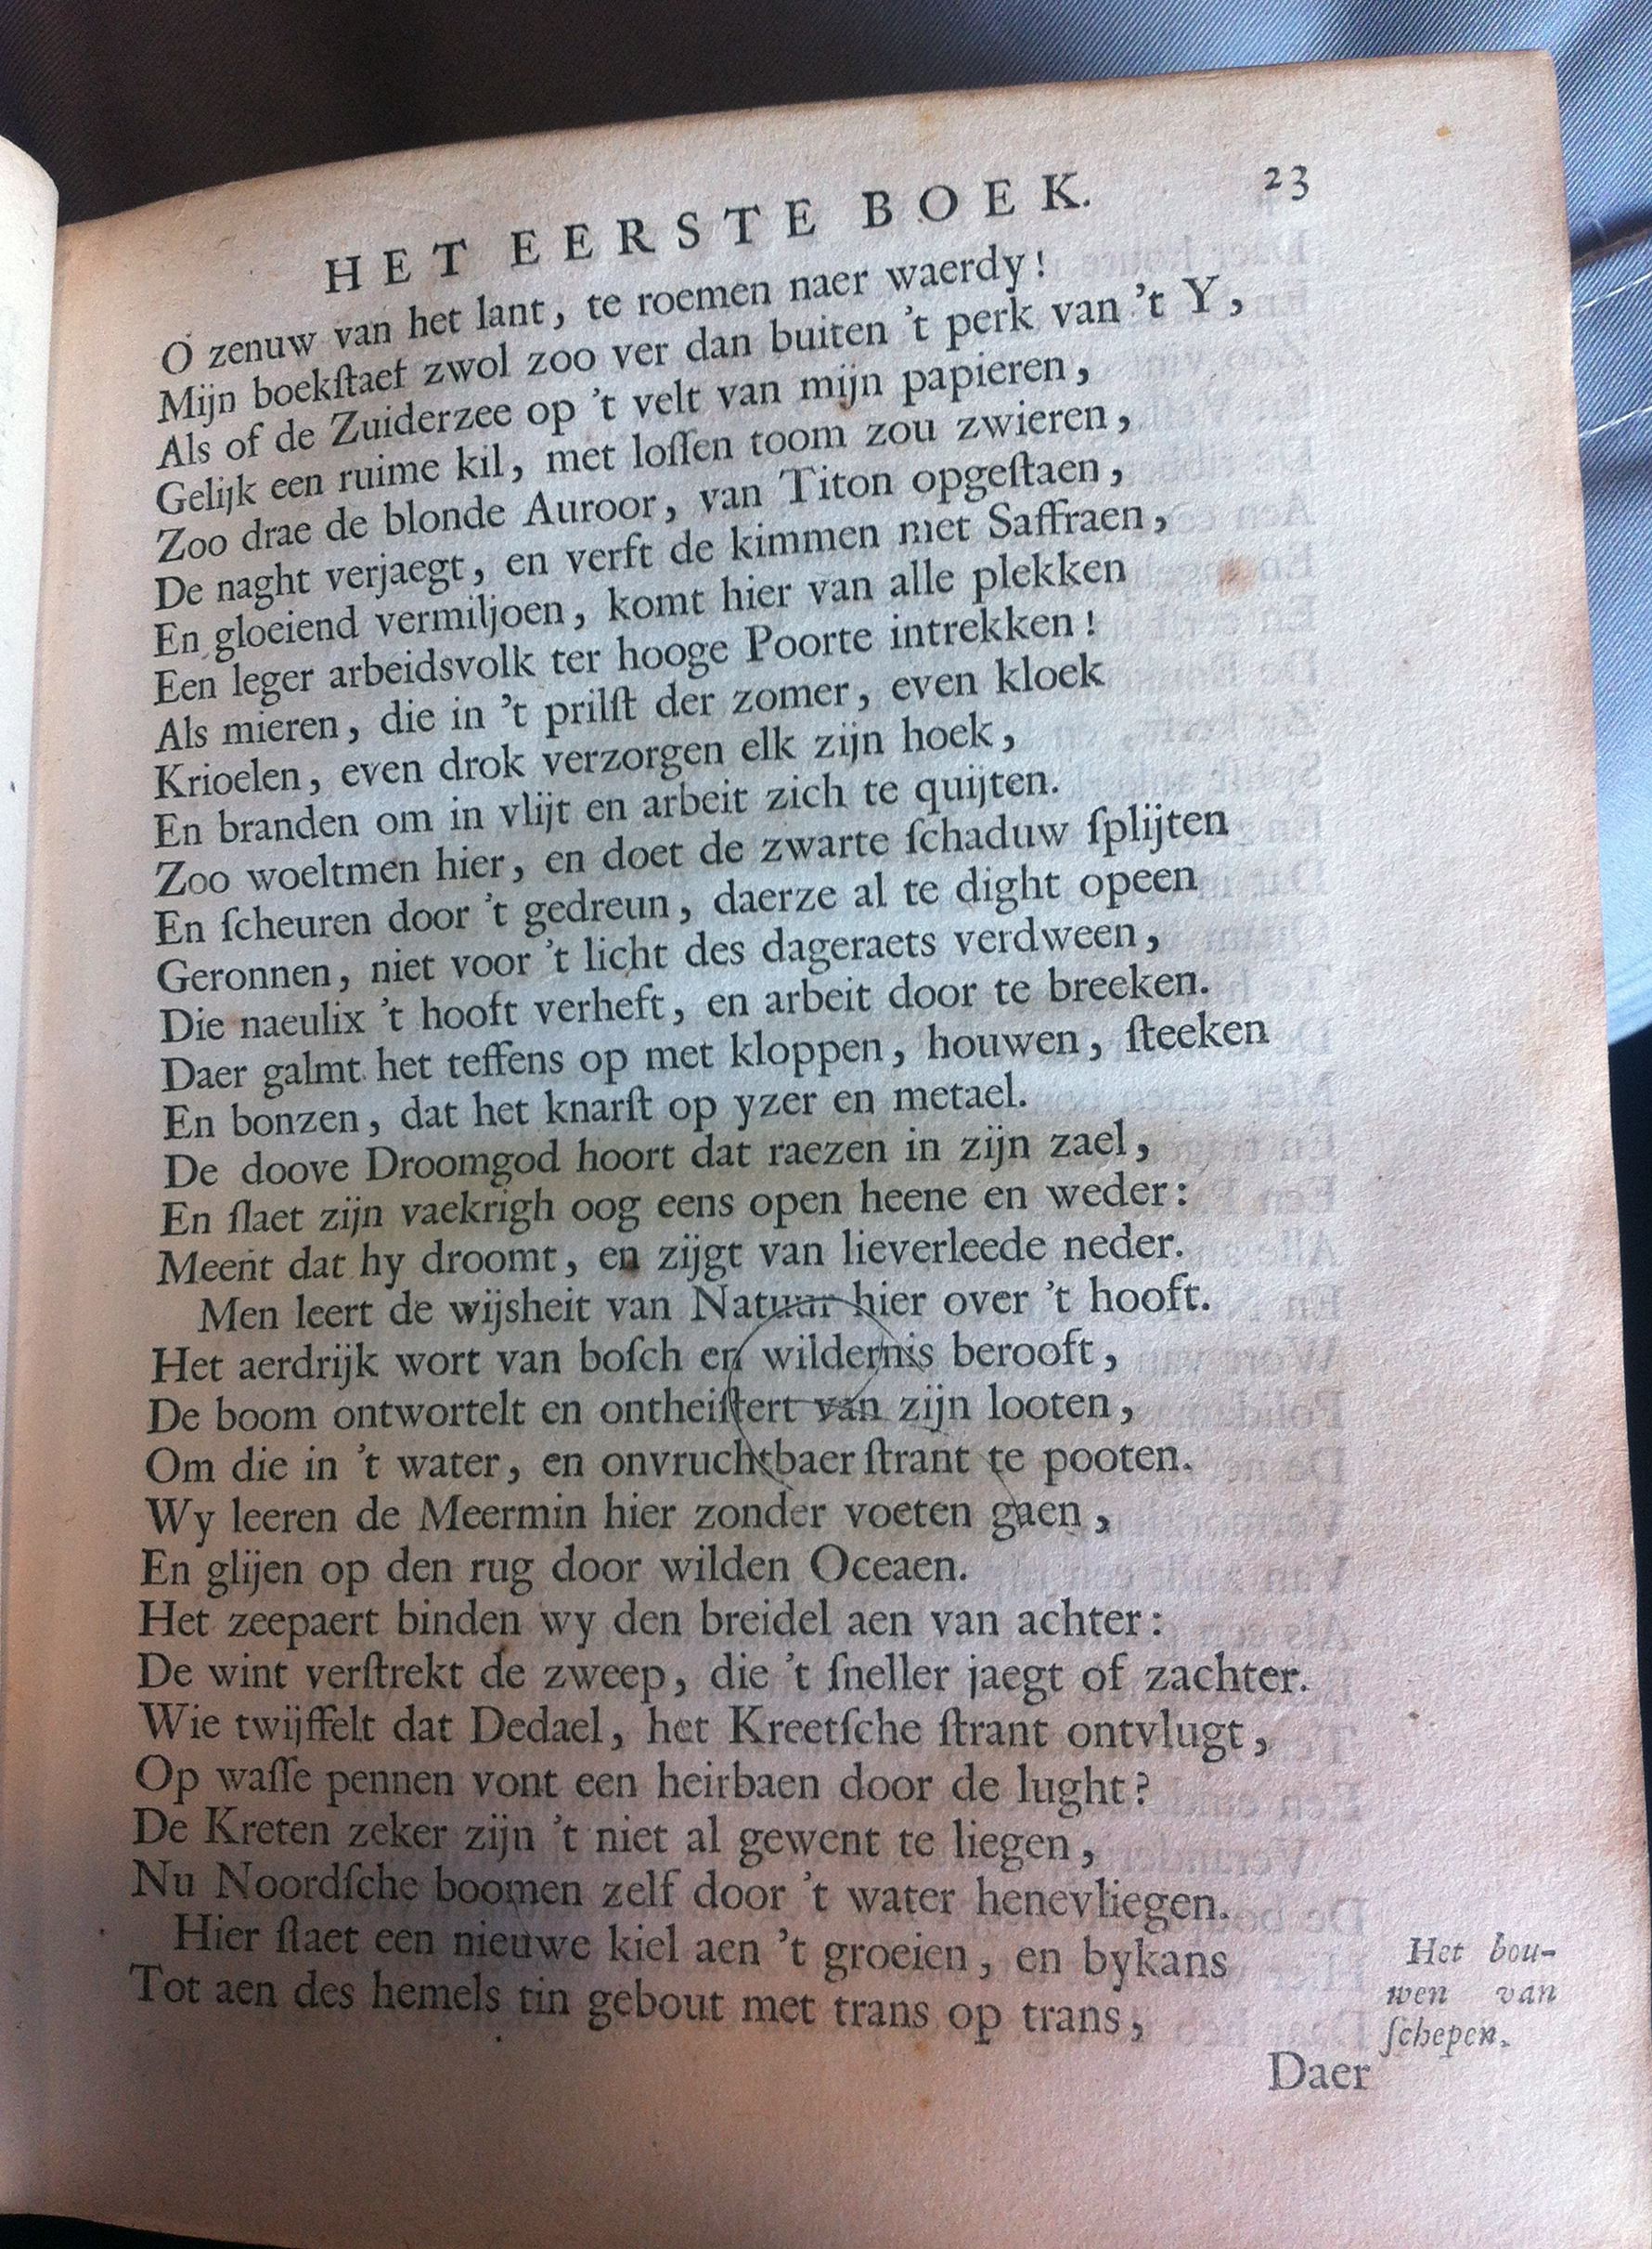 HET EERSTE BOEK. 23
O zenuw van het lant, te roemen naer waerdy!
Mijn boekſtaef zwol zoo ver dan buiten 't perk van 't Y,
Als of de Zuiderzee op 't velt van mijn papieren,
Gelijk een ruime kil, met loſſen toom zou zwieren,
Zoo drae de blonde Auroor, van Titon opgeſtaen,
De naght verjaegt, en verft de kimmen met Saffraen,
En gloeiend vermiljoen, komt hier van alle plekken
Een leger arbeidsvolk ter hooge Poorte intrekken!
Als mieren, die in 't prilſt der zomer, even kloek
Krioelen, even drok verzorgen elk zijn hoek,
En branden om in vlijt en arbeit zich te quijten.
Zoo woeltmen hier, en doet de zwarte ſchaduw ſplijten
En ſcheuren door 't gedreun, daerze al te dight opeen
Geronnen, niet voor 't licht des dageraets verdween,
Die naeulix 't hooft verheft, en arbeit door te breeken.
Daer galmt het teffens op met kloppen, houwen, ſteeken
En bonzen, dat het knarſt op yzer en metael.
De doove Droomgod hoort dat raezen in zijn zael,
En ſlaet zijn vaekrigh oog eens open heene en weder:
Meent dat hy droomt, en zijgt van lieverleede neder.
Men leert de wijsheit van Natuur hier over 't hooft.
Het aerdrijk wort van boſch en wildernis berooft,
De boom ontwortelt en ontheiſtert van zijn looten,
Om die in 't water, en onvruchtbaer ſtrant te pooten.
Wy leeren de Meermin hier zonder voeten gaen,
En glijen op den rug door wilden Oceaen.
Het zeepaert binden wy den breidel aen van achter:
De wint verſtrekt de zweep, die 't ſneller jaegt of zachter.
Wie twijffelt dat Dedael, het Kreetſche ſtrant ontvlugt,
Op waſſe pennen vont een heirbaen door de lught?
De Kreten zeker zijn 't niet al gewent te liegen,
Nu Noordſche boomen zelf door 't water henevliegen.
Hier ſtaet een nieuwe kiel aen 't groeien, en bykans
Tot aen des hemels tin gebout met trans op trans,
Het bou-
wen van
ſchepen.
Daer